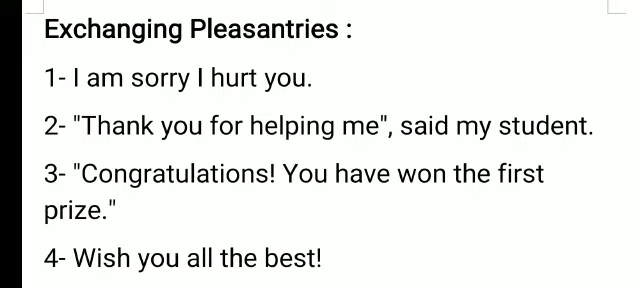 Exchanging Pleasantries :
1- I am sorry I hurt you.
2- "Thank you for helping me", said my student.
3- "Congratulations! You have won the first
prize."
4- Wish you all the best!